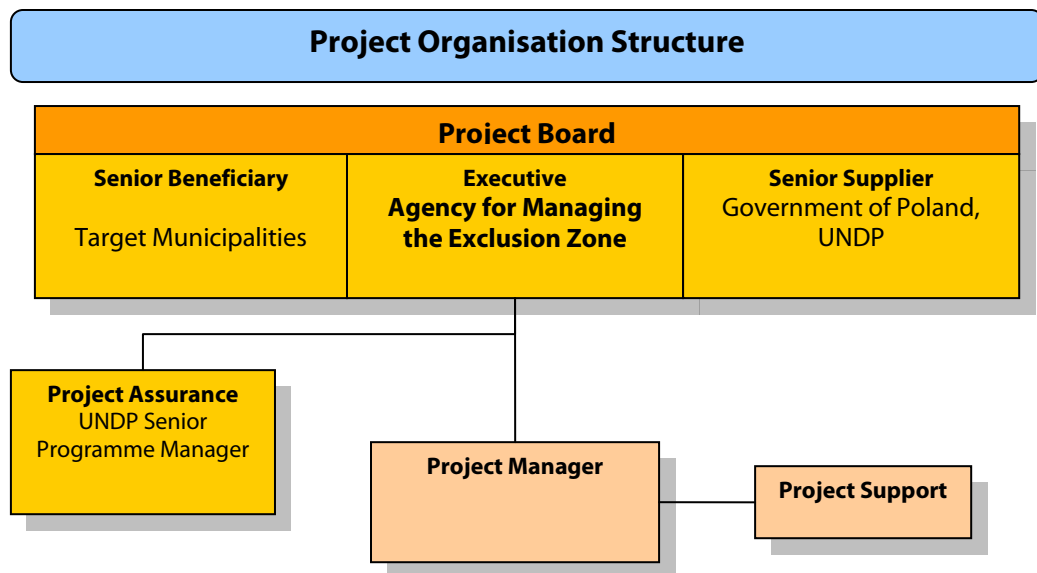 Project Organisation Structure
Project Board
Senior Beneficiary
Target Municipalities
Executive
Agency for Managing
the Exclusion Zone
Senior Supplier
Government of Poland,
UNDP
Project Assurance
UNDP Senior
Programme Manager
Project Manager
Project Support